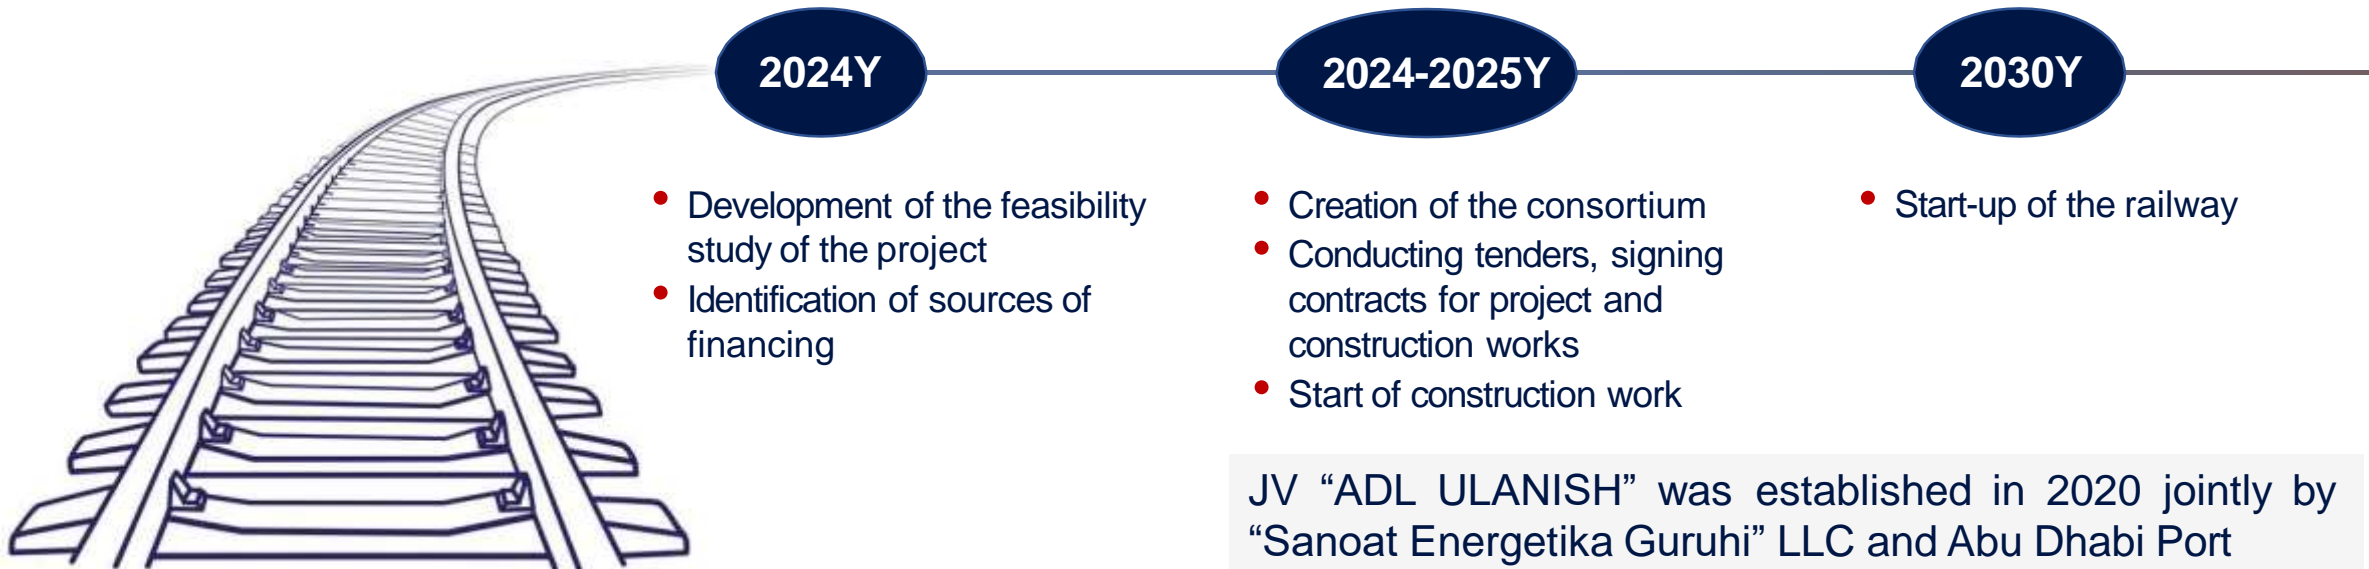 2024Y
2024-2025Y
2030Y
• Development of the feasibility
study of the project
• Identification of sources of
financing
• Creation of the consortium
• Conducting tenders, signing
contracts for project and
construction works
• Start of construction work
• Start-up of the railway
JV “ADL ULANISH” was established in 2020 jointly by
“Sanoat Energetika Guruhi” LLC and Abu Dhabi Port